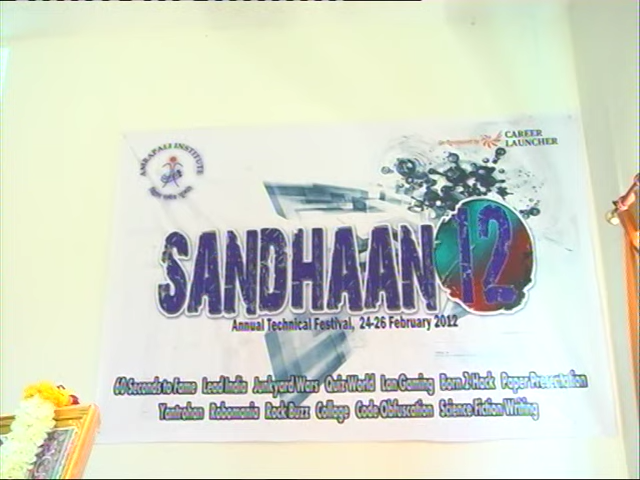 AMRAPALI INSTITUTE
CAREER
LAUNCHER
SANDHAAN 12
Annual Technical Festival, 24-26 February 2012
60 Seconds to Fame Lead India Junkyard Wars Quiz World Lan Gaming Born 2 Hack Paper Presentation
Yantrohan Robomania Rock Buzz Collage Code Obfuscation Science Fiction Writing